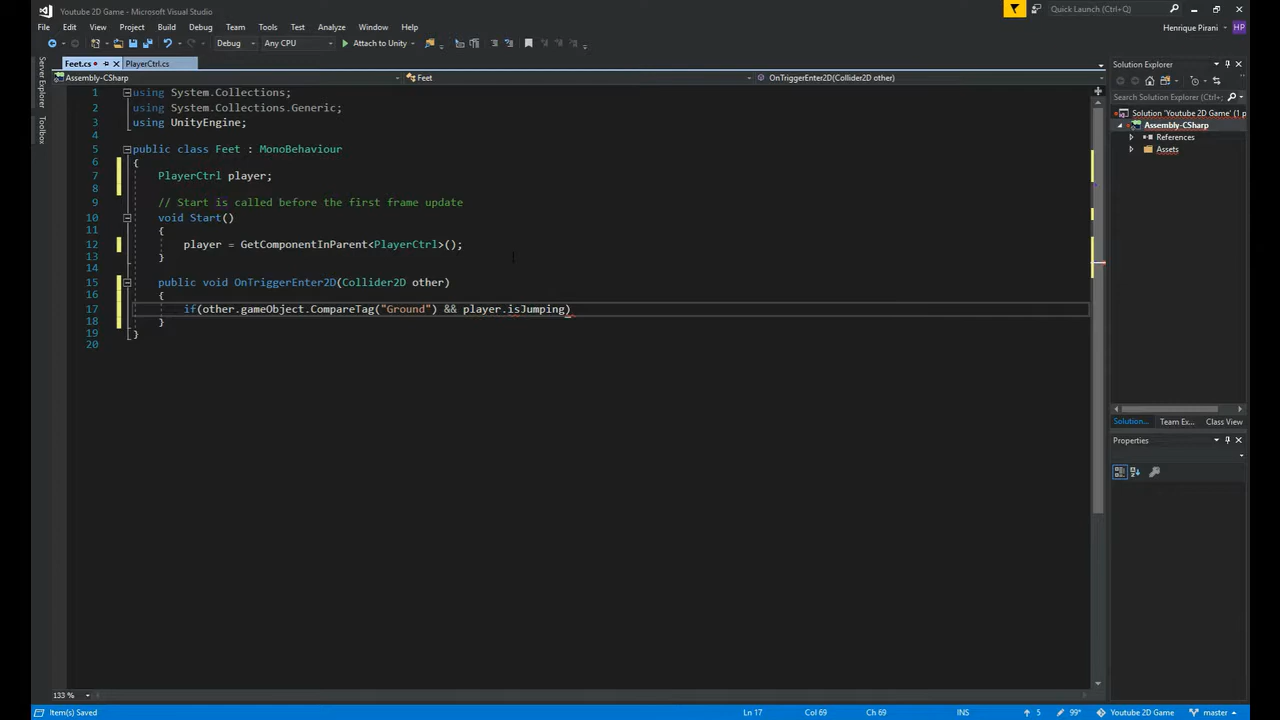 Youtube 2D Game - Microsoft Visual Studio
Quick Launch (Ctrl+Q)
File Edit View Project Build Debug Team Tools Test Analyze Window Help
Henrique Pirani HP
Debug Any CPU Attach to Unity
Server Explorer
Toolbox
Feet.cs PlayerCtrl.cs
Assembly-CSharp Feet OnTriggerEnter2D(Collider2D other)
1 using System.Collections;
2 using System.Collections.Generic;
3 using UnityEngine;
4
5 public class Feet : MonoBehaviour
6 {
7 PlayerCtrl player;
8
9 // Start is called before the first frame update
10 void Start()
11 {
12 player = GetComponentInParent<PlayerCtrl>();
13 }
14
15 public void OnTriggerEnter2D(Collider2D other)
16 {
17 if(other.gameObject.CompareTag("Ground") && player.isJumping)
18 }
19 }
20
Solution Explorer
Search Solution Explorer (Ctrl+;
Solution 'Youtube 2D Game' (1 p
Assembly-CSharp
References
Assets
Solution... Team Ex... Class View
Properties
133 %
Item(s) Saved Ln 17 Col 69 Ch 69 INS 5 99+ Youtube 2D Game master